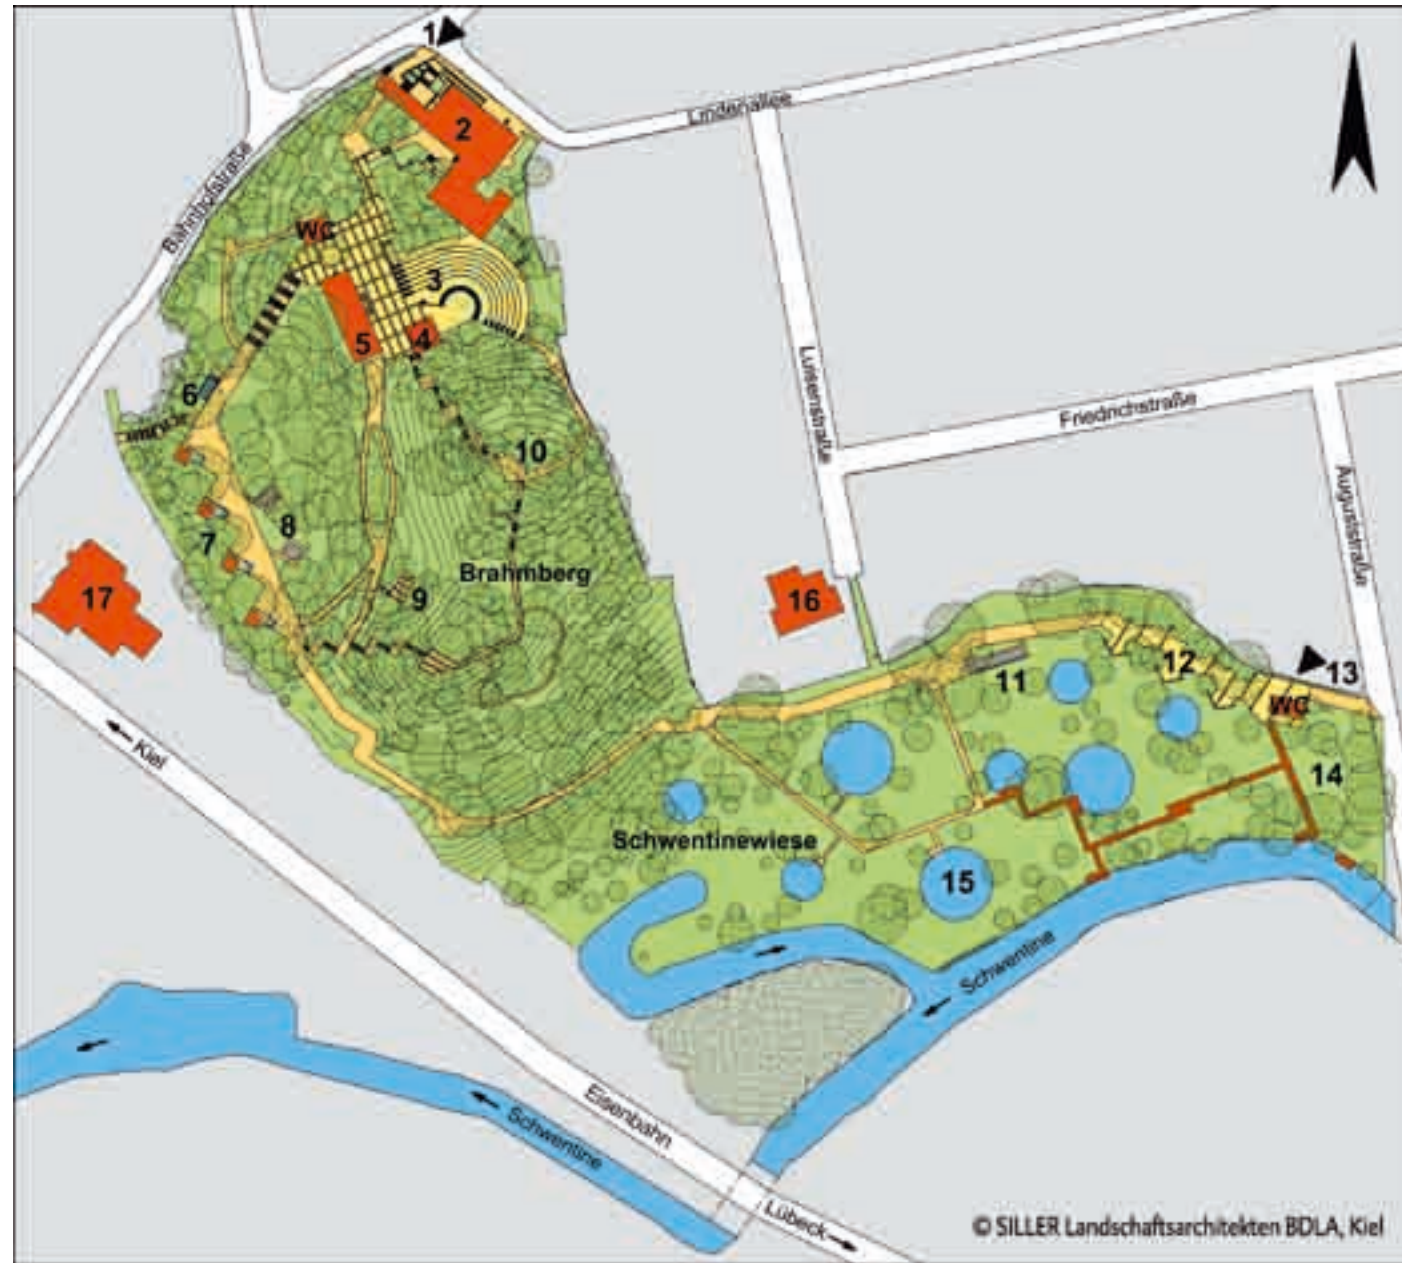 1
2
Lindenallee
Bahnhofstraße
WC
3
5
4
Luisenstraße
6
Friedrichstraße
10
Auguststraße
7
8
Brahmberg
17
9
16
12
11
13
WC
Kiel
14
Schwentinewiese
15
Schwentine
Eisenbahn
Schwentine
Lübeck
© SILLER Landschaftsarchitekten BDLA, Kiel